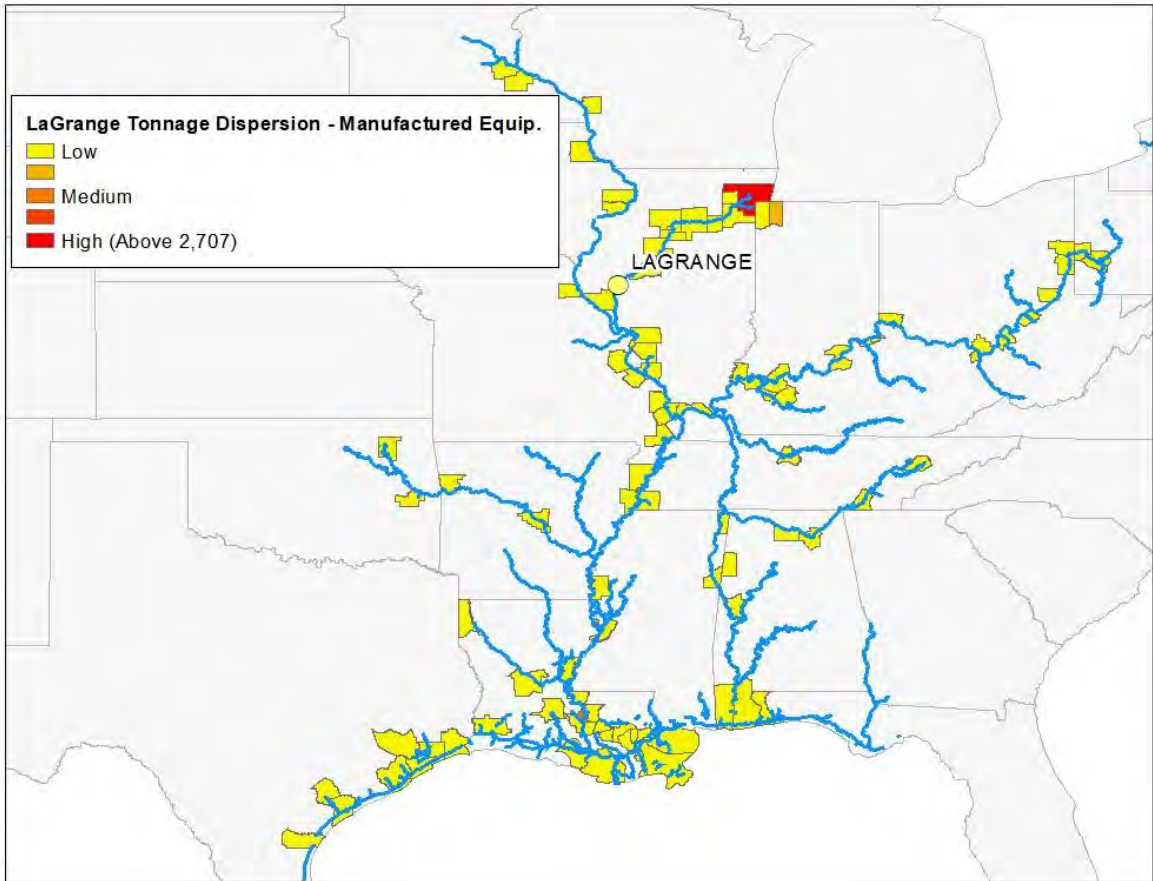 LaGrange Tonnage Dispersion - Manufactured Equip.
Low
Medium
High (Above 2,707)
LAGRANGE